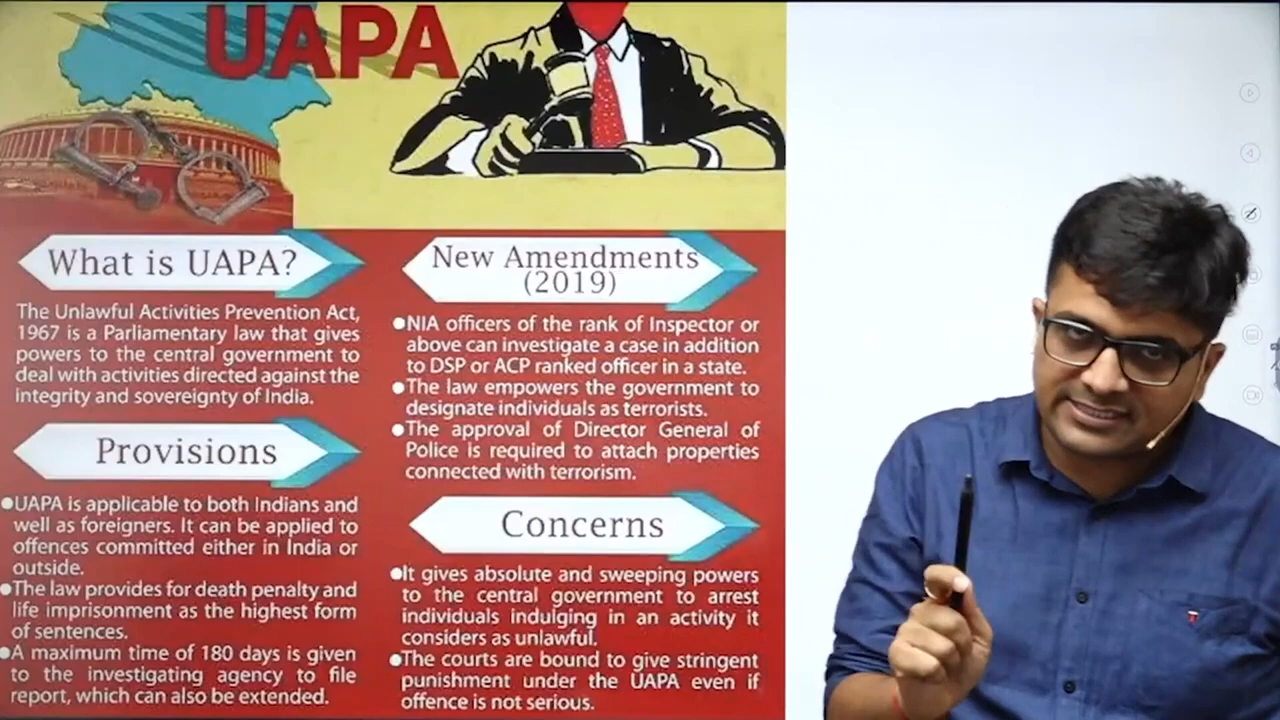 UAPA
What is UAPA?
The Unlawful Activities Prevention Act,
1967 is a Parliamentary law that gives
powers to the central government to
deal with activities directed against the
integrity and sovereignty of India.
Provisions
●UAPA is applicable to both Indians and
well as foreigners. It can be applied to
offences committed either in India or
outside.
●The law provides for death penalty and
life imprisonment as the highest form
of sentences.
●A maximum time of 180 days is given
to the investigating agency to file
report, which can also be extended.
New Amendments
(2019)
●NIA officers of the rank of Inspector or
above can investigate a case in addition
to DSP or ACP ranked officer in a state.
●The law empowers the government to
designate individuals as terrorists.
●The approval of Director General of
Police is required to attach properties
connected with terrorism.
Concerns
●It gives absolute and sweeping powers
to the central government to arrest
individuals indulging in an activity it
considers as unlawful.
●The courts are bound to give stringent
punishment under the UAPA even if
offence is not serious.